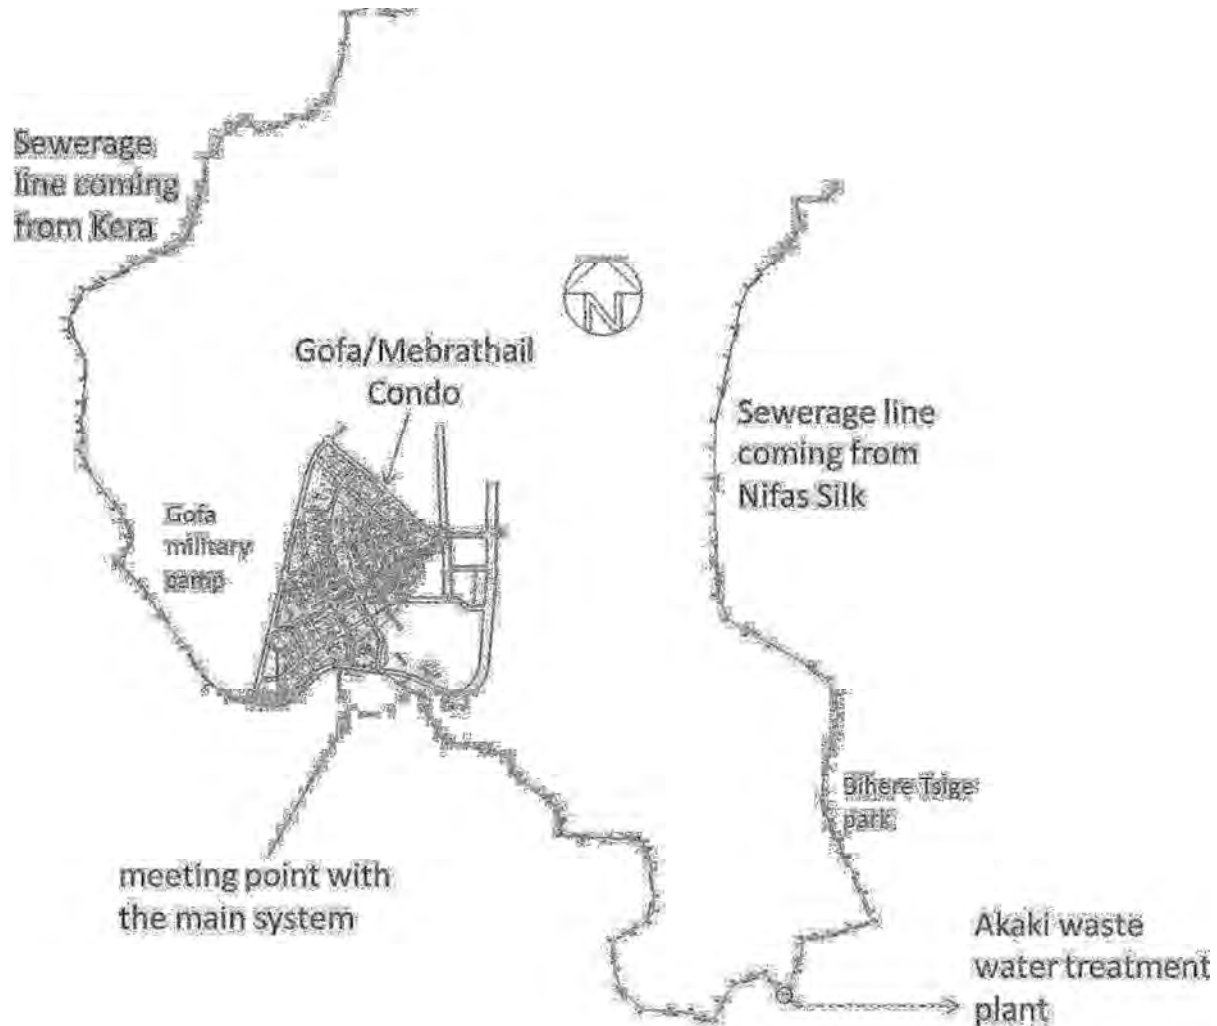 Sewerage
line coming
from Kera
N
Gofa/Mebrathail
Condo
Sewerage line
coming from
Nifas Silk
Gofa
military
camp
Bihere Tsige
park
meeting point with
the main system
Akaki waste
water treatment
plant